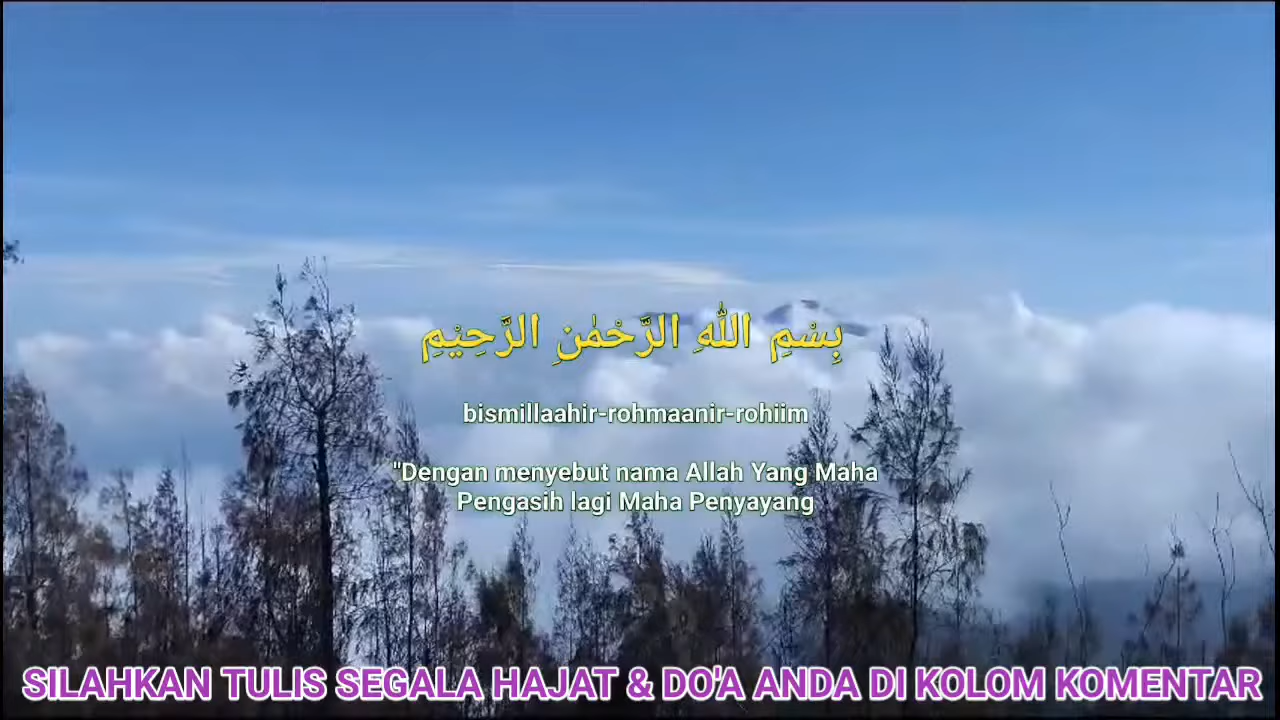 بِسْمِ اللّٰهِ الرَّحْمٰنِ الرَّحِيْمِ
bismillaahir-rohmaanir-rohiim
"Dengan menyebut nama Allah Yang Maha
Pengasih lagi Maha Penyayang
SILAHKAN TULIS SEGALA HAJAT & DO'A ANDA DI KOLOM KOMENTAR